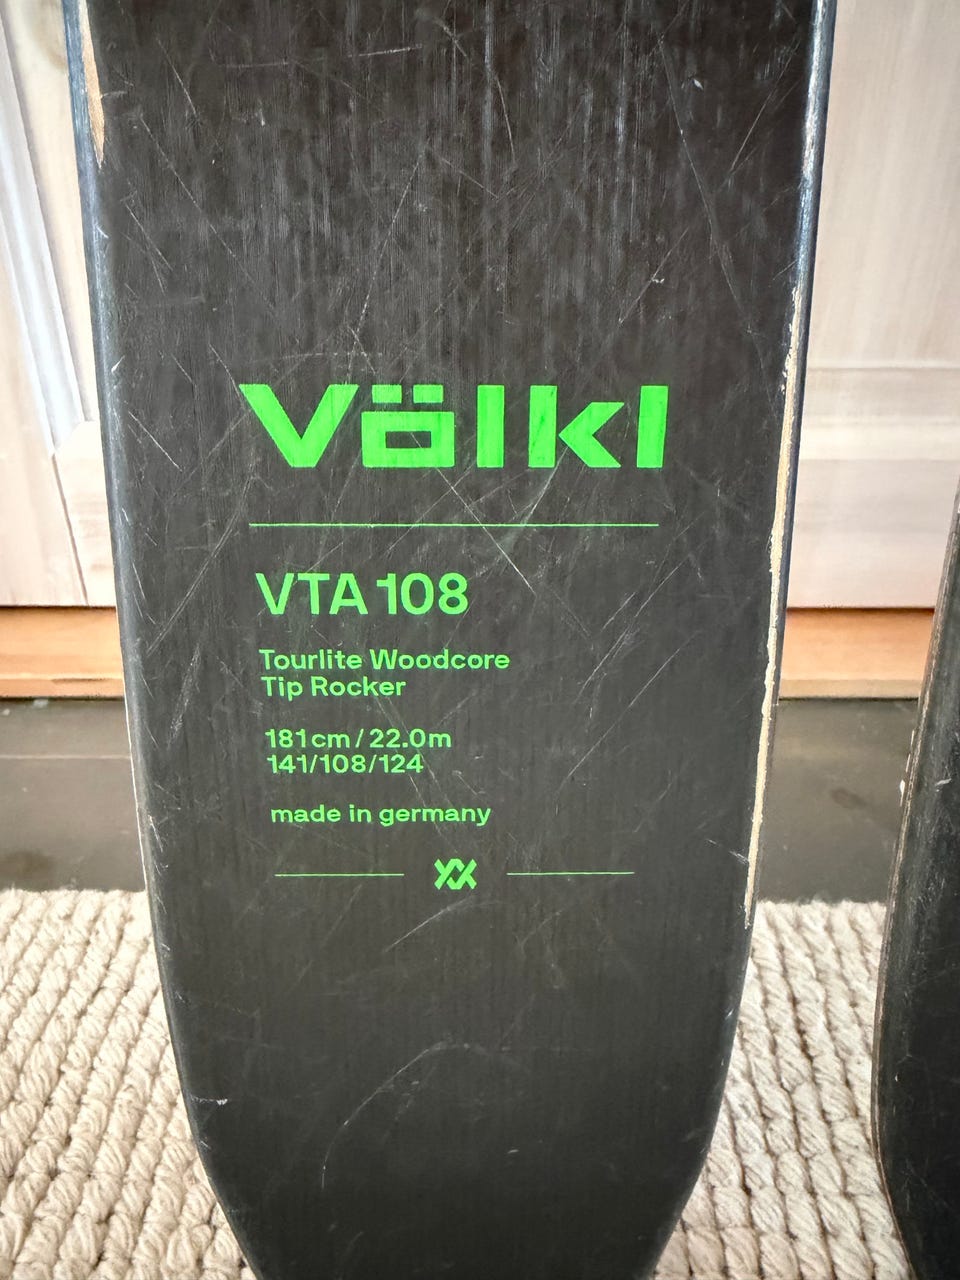 Völkl
VTA 108
Tourlite Woodcore
Tip Rocker
181cm / 22.0m
141/108/124
made in germany